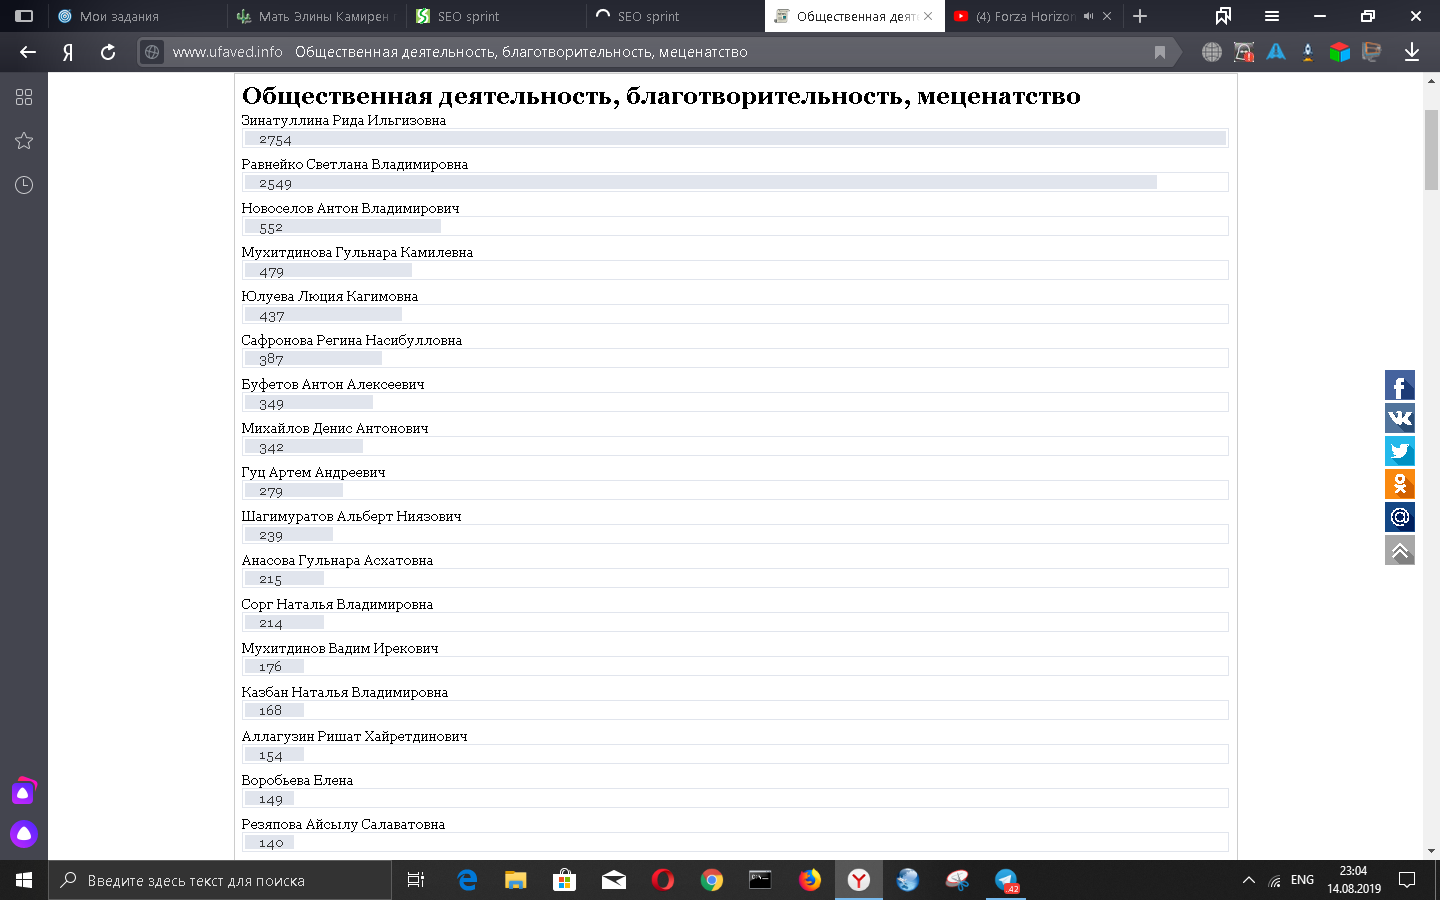 Мои задания
Мать Элины Камирен
SEO sprint
SEO sprint
Общественная деят
(4) Forza Horizon
Я
www.ufaved.info Общественная деятельность, благотворительность, меценатство
Общественная деятельность, благотворительность, меценатство
Зинатуллина Рида Ильгизовна
2754
Равнейко Светлана Владимировна
2549
Новоселов Антон Владимирович
552
Мухитдинова Гульнара Камилевна
479
Юлуева Люция Кагимовна
437
Сафронова Регина Насибулловна
387
Буфетов Антон Алексеевич
349
Михайлов Денис Антонович
342
Гуц Артем Андреевич
279
Шагимуратов Альберт Ниязович
239
Анасова Гульнара Асхатовна
215
Сорг Наталья Владимировна
214
Мухитдинов Вадим Ирекович
176
Казбан Наталья Владимировна
168
Аллагузин Ришат Хайретдинович
154
Воробьева Елена
149
Резяпова Айсылу Салаватовна
140
Введите здесь текст для поиска
42
ENG
23:04
14.08.2019